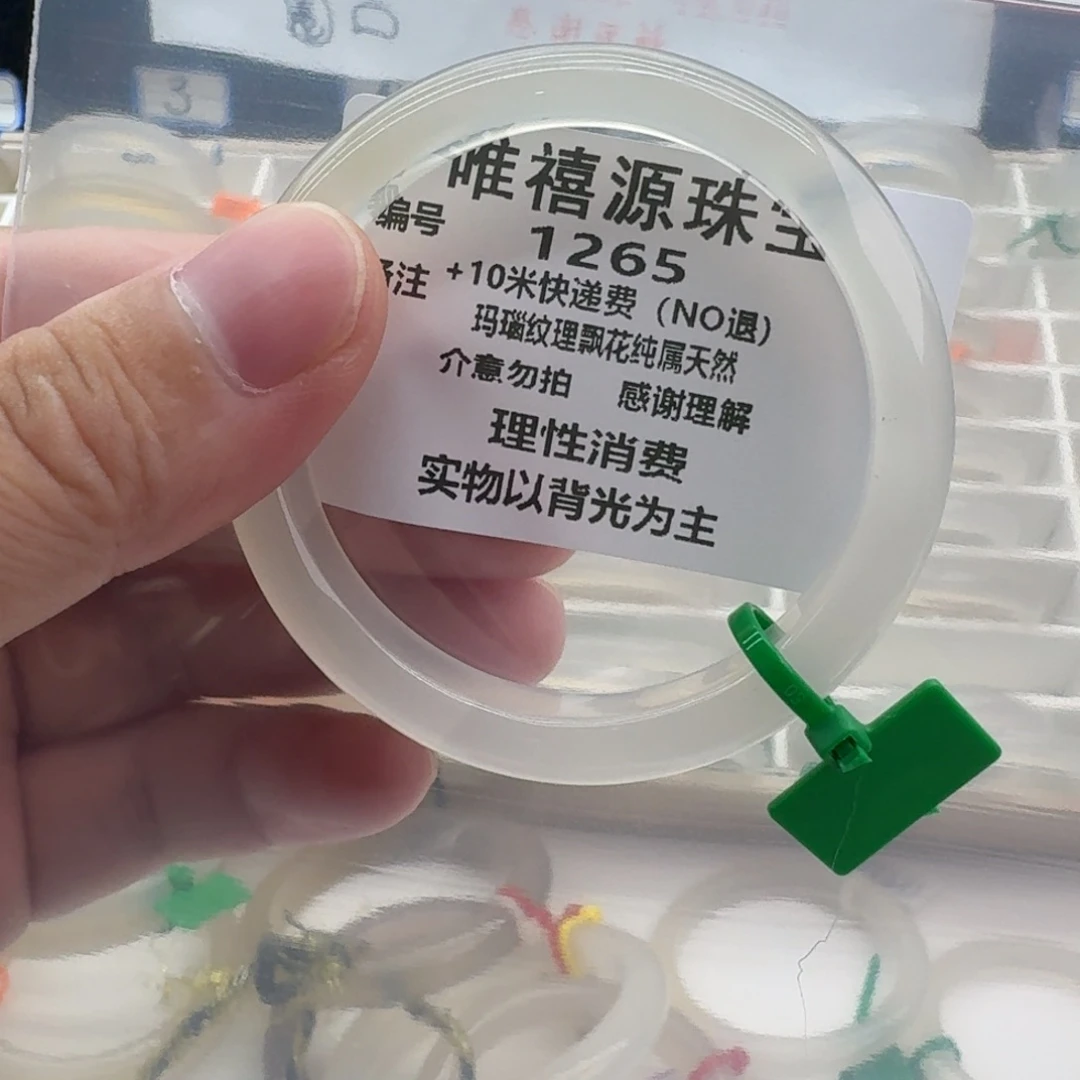 3
唯禧源珠宝
编号 1265
备注 +10米快递费（NO退）
玛瑙纹理飘花纯属天然
介意勿拍 感谢理解
理性消费
实物以背光为主